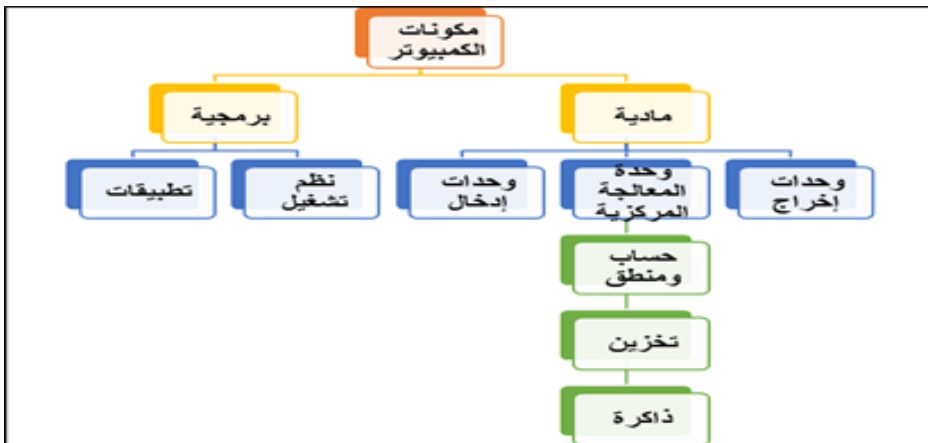 مكونات
الكمبيوتر
مادية
برمجية
وحدات
إخراج
وحدة
المعالجة
المركزية
وحدات
إدخال
نظم
تشغيل
تطبيقات
حساب
ومنطق
تخزين
ذاكرة